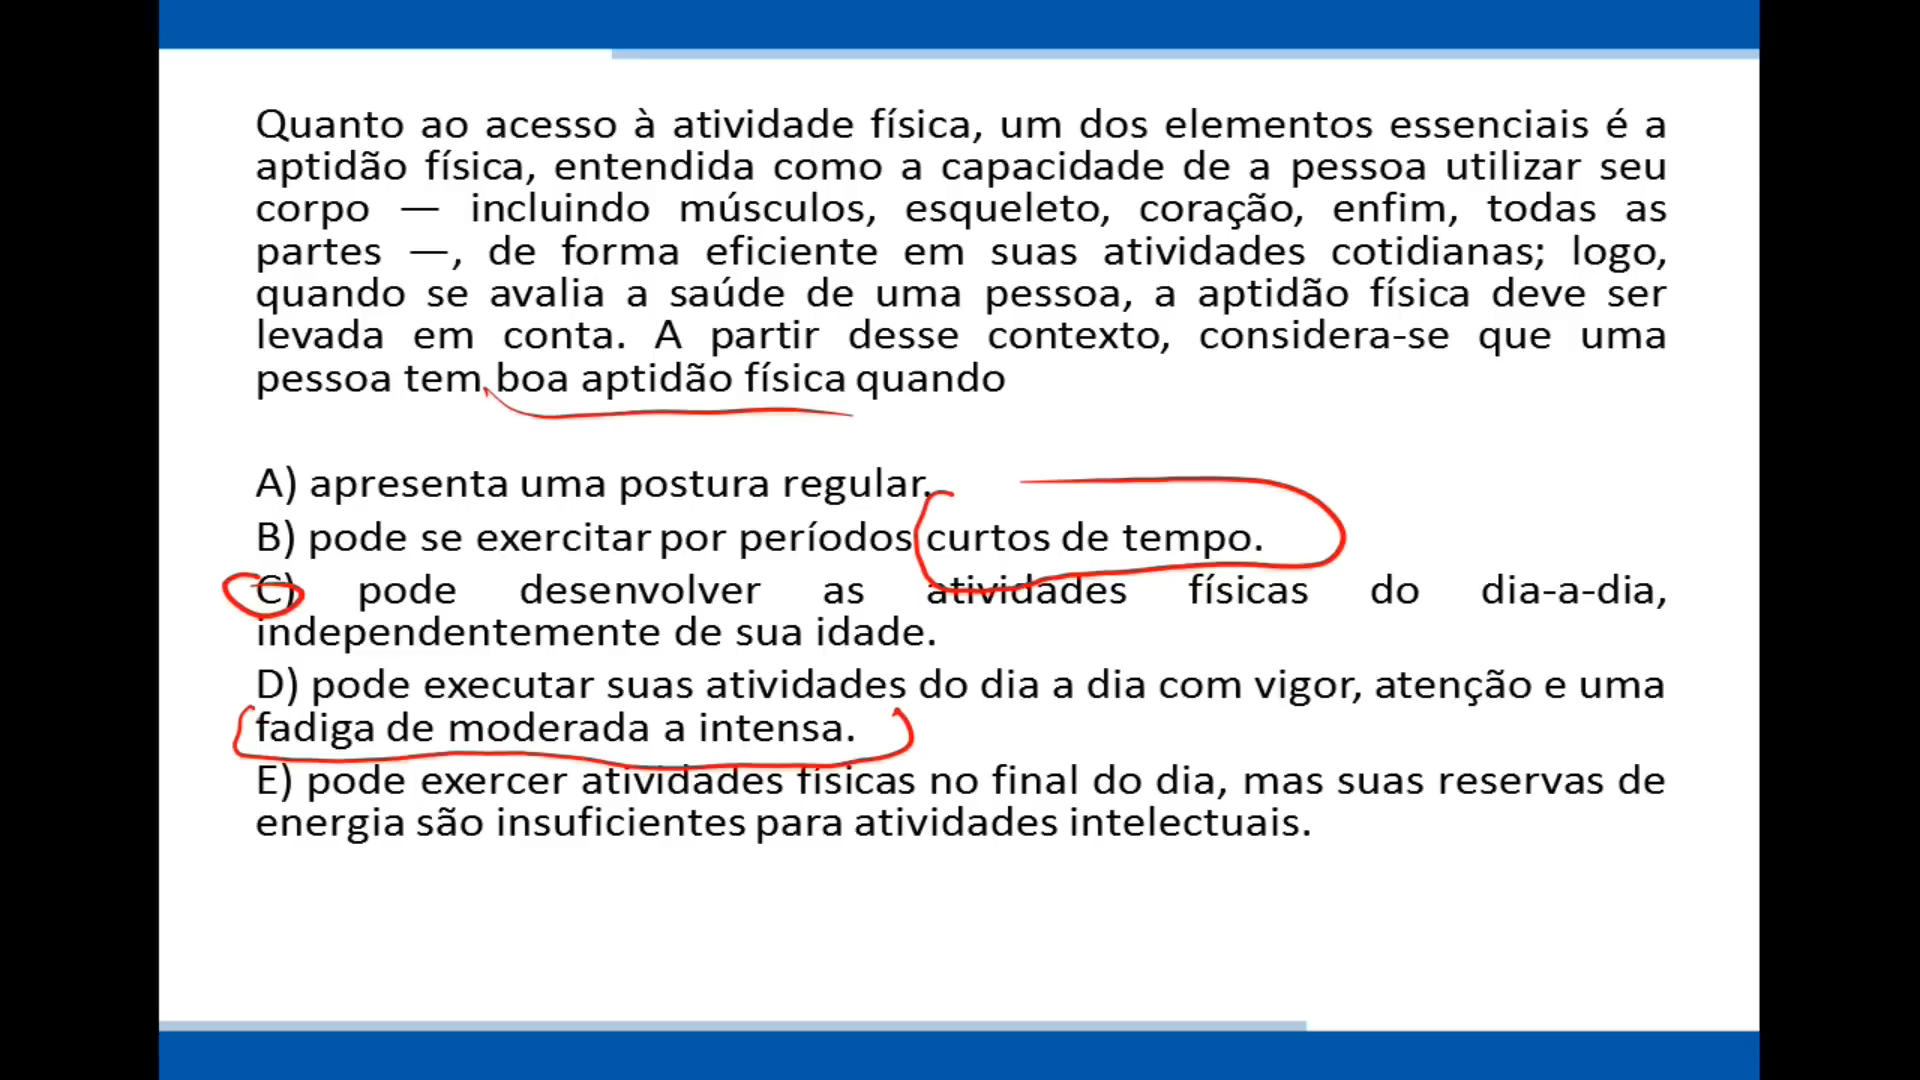 Quanto ao acesso à atividade física, um dos elementos essenciais é a
aptidão física, entendida como a capacidade de a pessoa utilizar seu
corpo — incluindo músculos, esqueleto, coração, enfim, todas as
partes —, de forma eficiente em suas atividades cotidianas; logo,
quando se avalia a saúde de uma pessoa, a aptidão física deve ser
levada em conta. A partir desse contexto, considera-se que uma
pessoa tem boa aptidão física quando
A) apresenta uma postura regular.
B) pode se exercitar por períodos curtos de tempo.
C) pode desenvolver as atividades físicas do dia-a-dia,
independentemente de sua idade.
D) pode executar suas atividades do dia a dia com vigor, atenção e uma
fadiga de moderada a intensa.
E) pode exercer atividades físicas no final do dia, mas suas reservas de
energia são insuficientes para atividades intelectuais.